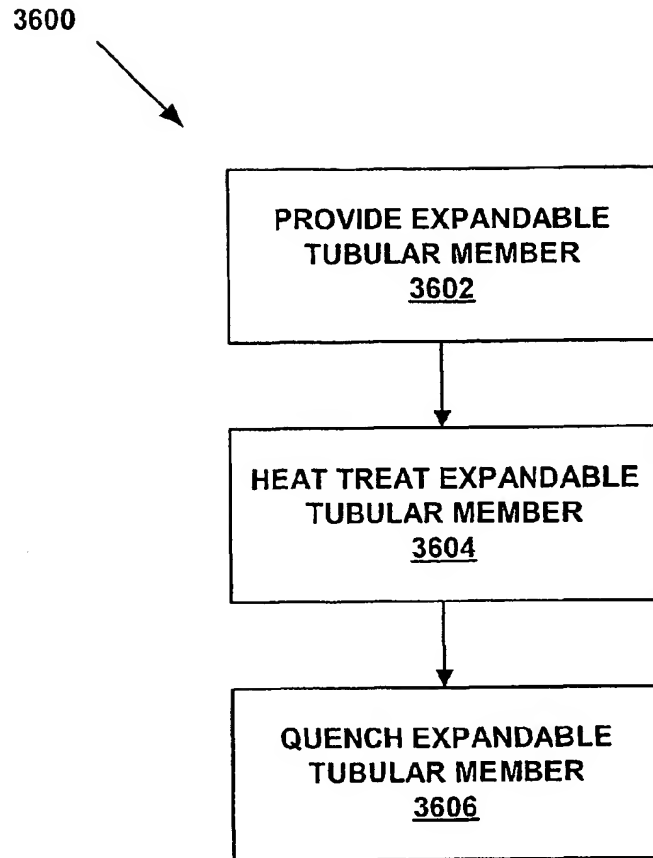 3600
PROVIDE EXPANDABLE
TUBULAR MEMBER
3602
HEAT TREAT EXPANDABLE
TUBULAR MEMBER
3604
QUENCH EXPANDABLE
TUBULAR MEMBER
3606